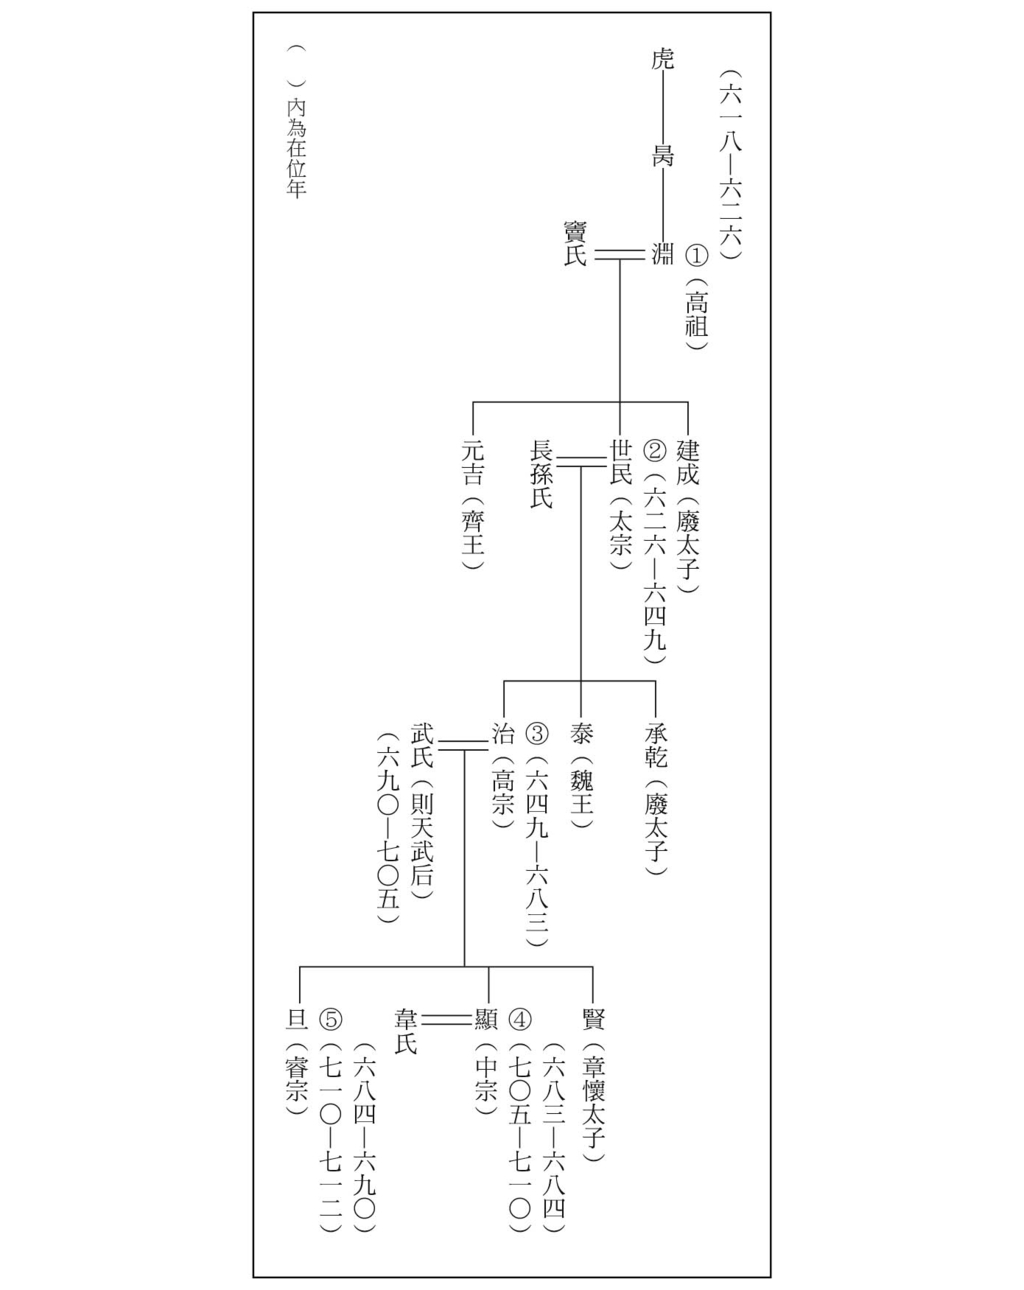 （六一八—六二六）
①（高祖）
虎
昺
淵
竇氏
建成（廢太子）
②（六二六—六四九）
世民（太宗）
長孫氏
元吉（齊王）
承乾（廢太子）
泰（魏王）
③（六四九—六八三）
治（高宗）
武氏（則天武后）
（六九〇—七〇五）
賢（章懷太子）
（六八三—六八四）
④（七〇五—七一〇）
顯（中宗）
韋氏
（六八四—六九〇）
⑤（七一〇—七一二）
旦（睿宗）
（ ）內為在位年